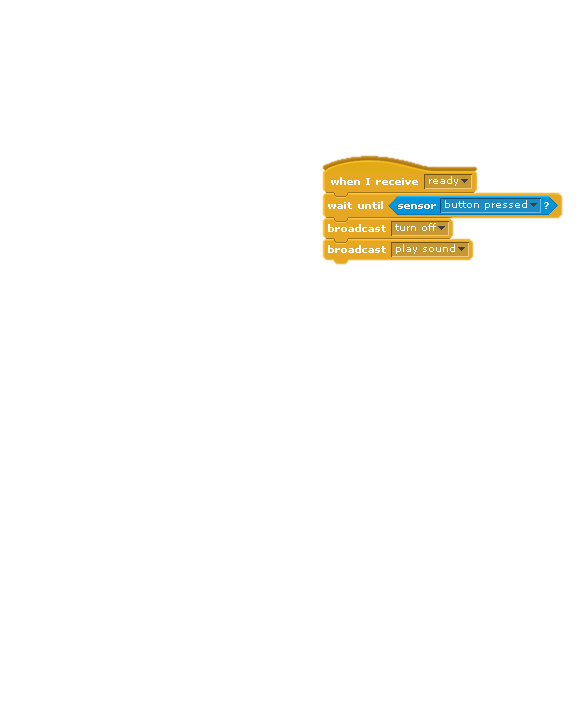 when I receive ready
wait until sensor button pressed ?
broadcast turn off
broadcast play sound